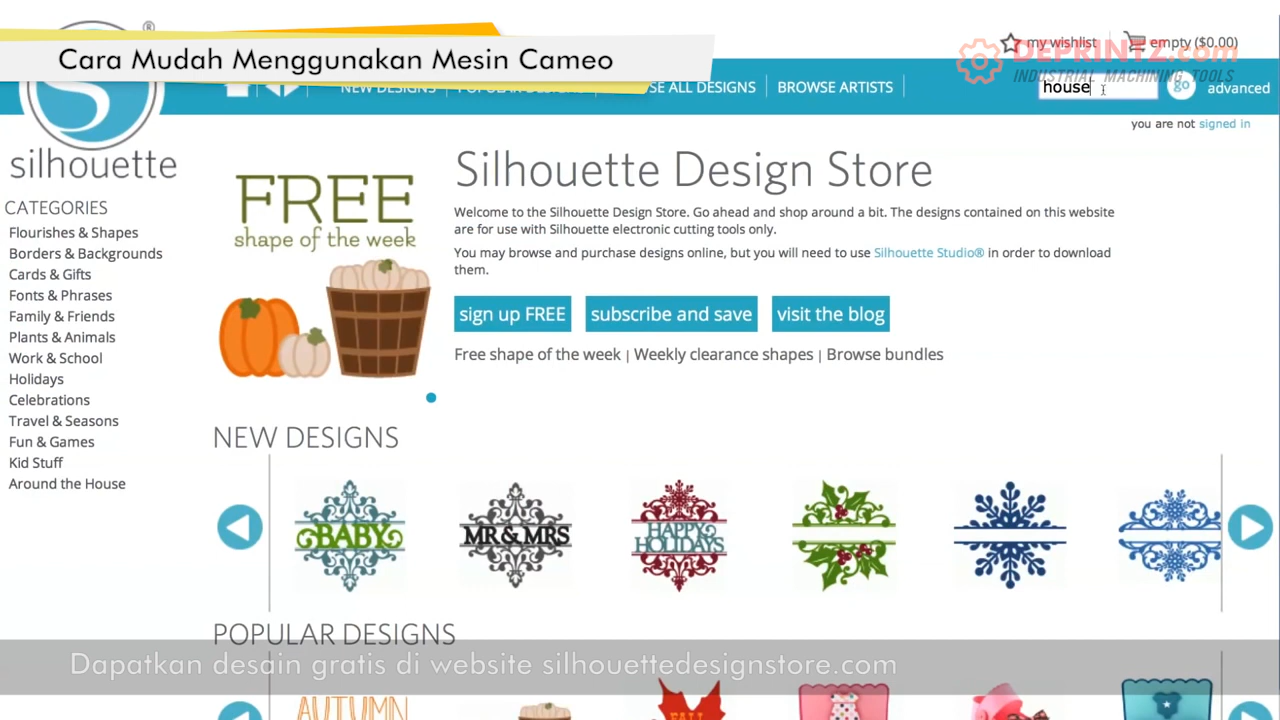 Cara Mudah Menggunakan Mesin Cameo
®
my wishlist
empty ($0.00)
DEPRINTZ.com
INDUSTRIAL MACHINING TOOLS
NEW DESIGNS
ALL DESIGNS
BROWSE ARTISTS
house
go
advanced
you are not signed in
silhouette
CATEGORIES
Flourishes & Shapes
Borders & Backgrounds
Cards & Gifts
Fonts & Phrases
Family & Friends
Plants & Animals
Work & School
Holidays
Celebrations
Travel & Seasons
Fun & Games
Kid Stuff
Around the House
FREE
shape of the week
Silhouette Design Store
Welcome to the Silhouette Design Store. Go ahead and shop around a bit. The designs contained on this website
are for use with Silhouette electronic cutting tools only.
You may browse and purchase designs online, but you will need to use Silhouette Studio® in order to download
them.
sign up FREE
subscribe and save
visit the blog
Free shape of the week | Weekly clearance shapes | Browse bundles
NEW DESIGNS
BABY
MR & MRS
HAPPY
HOLIDAYS
POPULAR DESIGNS
Dapatkan desain gratis di website silhouettedesignstore.com
AUTUMN
FALL